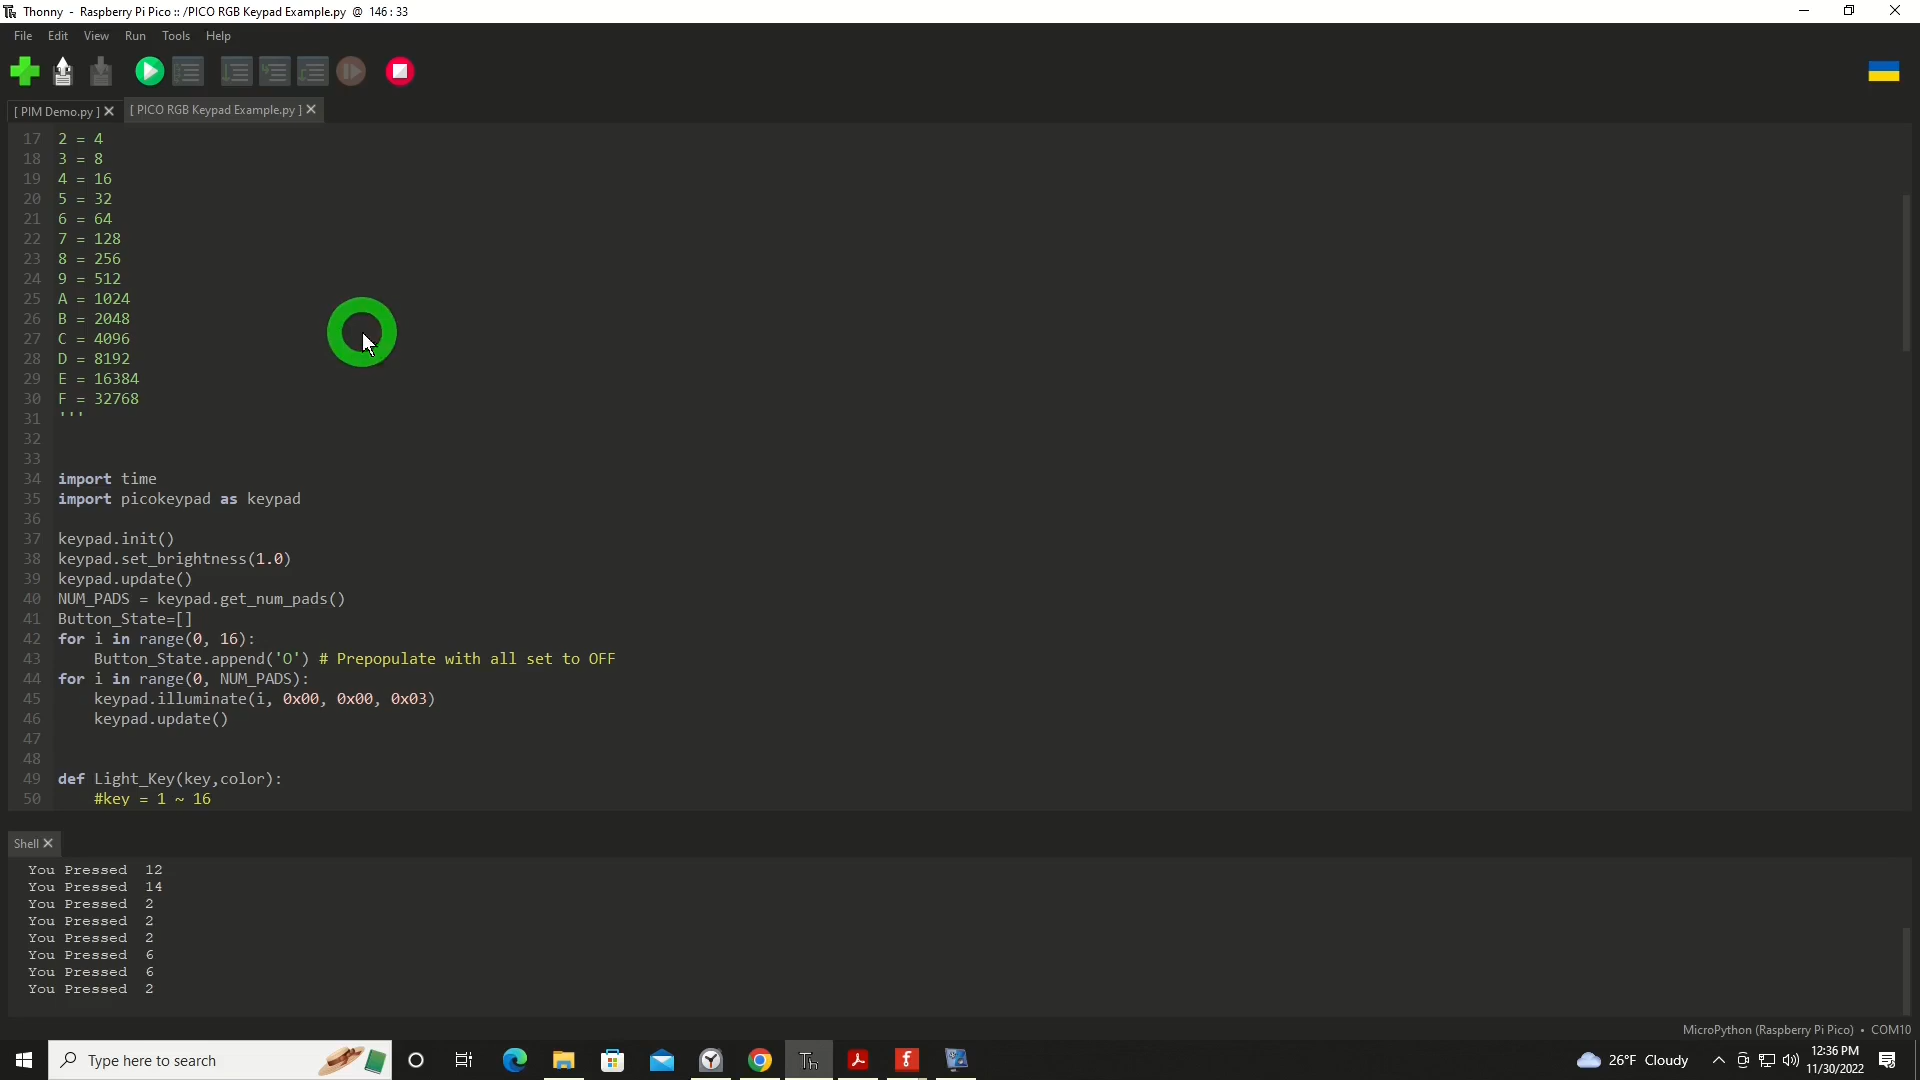 Thonny - Raspberry Pi Pico :: /PICO RGB Keypad Example.py @ 146 : 33
File Edit View Run Tools Help
[ PIM Demo.py ] [ PICO RGB Keypad Example.py ]
17 2 = 4
18 3 = 8
19 4 = 16
20 5 = 32
21 6 = 64
22 7 = 128
23 8 = 256
24 9 = 512
25 A = 1024
26 B = 2048
27 C = 4096
28 D = 8192
29 E = 16384
30 F = 32768
31 '''
32
33
34 import time
35 import picokeypad as keypad
36
37 keypad.init()
38 keypad.set_brightness(1.0)
39 keypad.update()
40 NUM_PADS = keypad.get_num_pads()
41 Button_State=[]
42 for i in range(0, 16):
43 Button_State.append('O') # Prepopulate with all set to OFF
44 for i in range(0, NUM_PADS):
45 keypad.illuminate(i, 0x00, 0x00, 0x03)
46 keypad.update()
47
48
49 def Light_Key(key,color):
50 #key = 1 ~ 16
Shell
You Pressed 12
You Pressed 14
You Pressed 2
You Pressed 2
You Pressed 2
You Pressed 6
You Pressed 6
You Pressed 2
MicroPython (Raspberry Pi Pico) • COM10
Type here to search
Th
26°F Cloudy
12:36 PM
11/30/2022